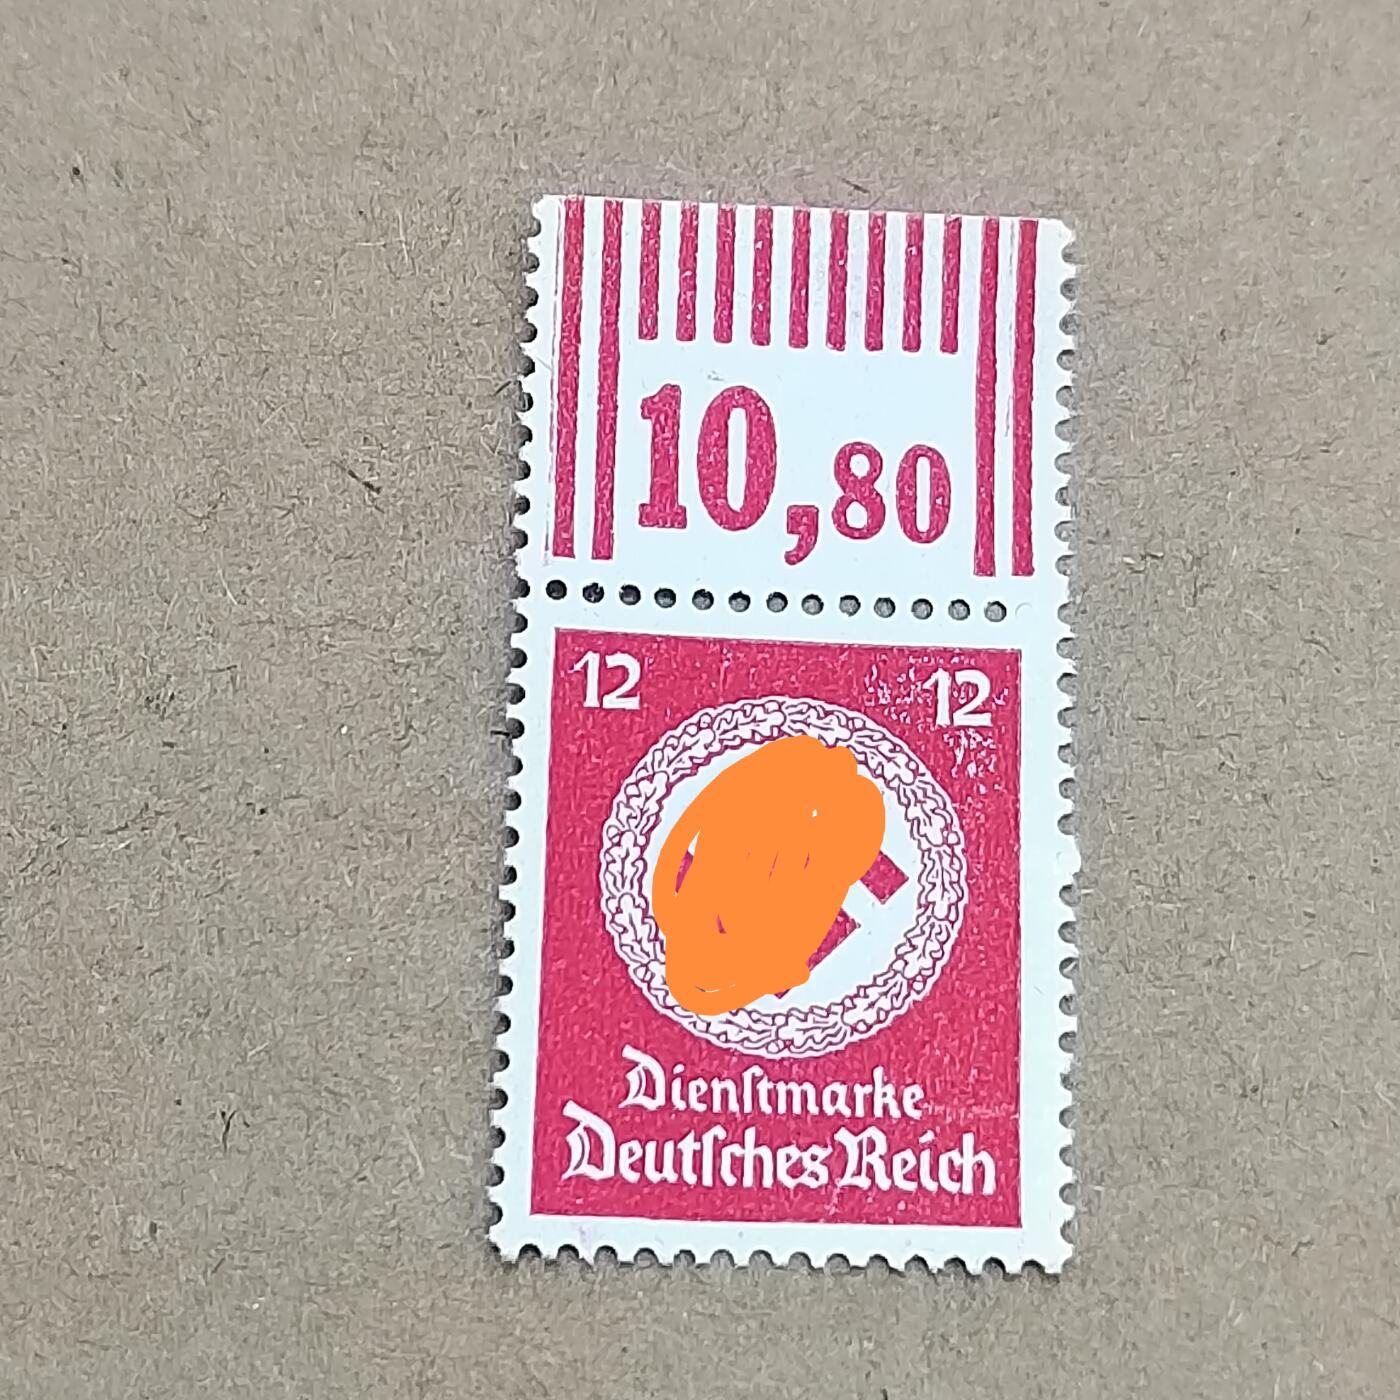 10,80
12 12
Dienſtmarke
Deutſches Reich